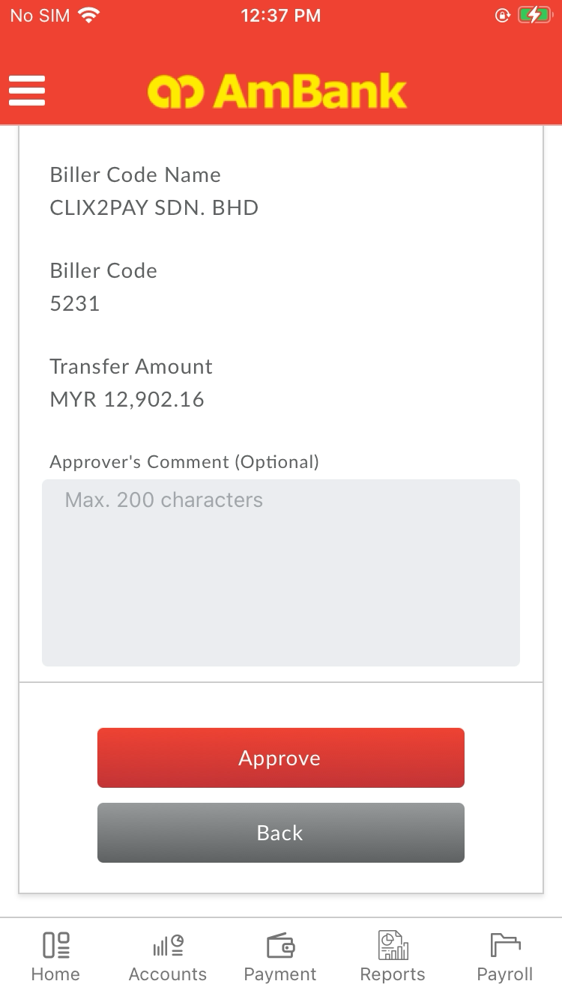 No SIM 12:37 PM
AmBank
Biller Code Name
CLIX2PAY SDN. BHD
Biller Code
5231
Transfer Amount
MYR 12,902.16
Approver's Comment (Optional)
Max. 200 characters
Approve
Back
Home Accounts Payment Reports Payroll